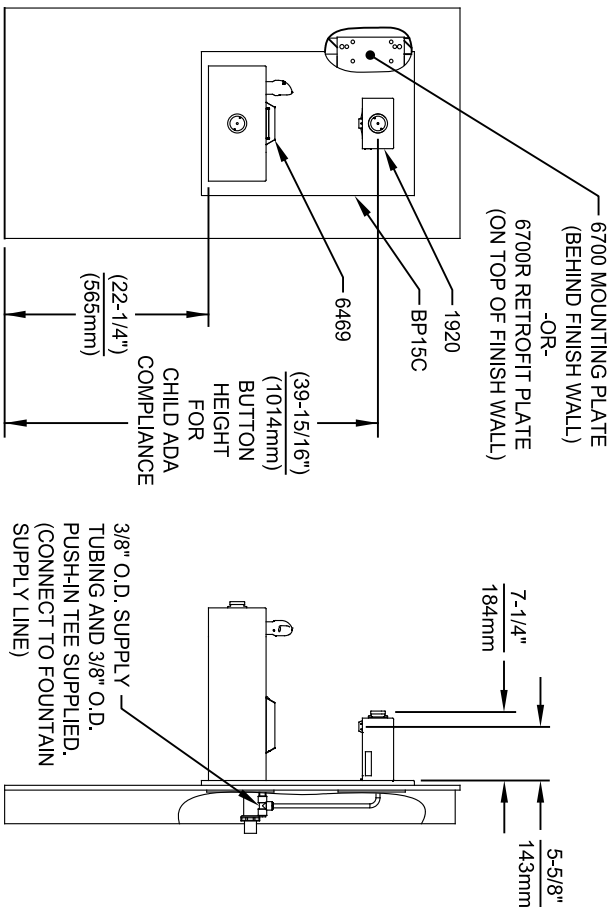 6700 MOUNTING PLATE
(BEHIND FINISH WALL)
-OR-
6700R RETROFIT PLATE
(ON TOP OF FINISH WALL)
1920
BP15C
6469
(22-1/4")
(565mm)
(39-15/16")
(1014mm)
BUTTON
HEIGHT
FOR
CHILD ADA
COMPLIANCE
7-1/4"
184mm
5-5/8"
143mm
3/8" O.D. SUPPLY
TUBING AND 3/8" O.D.
PUSH-IN TEE SUPPLIED.
(CONNECT TO FOUNTAIN
SUPPLY LINE)